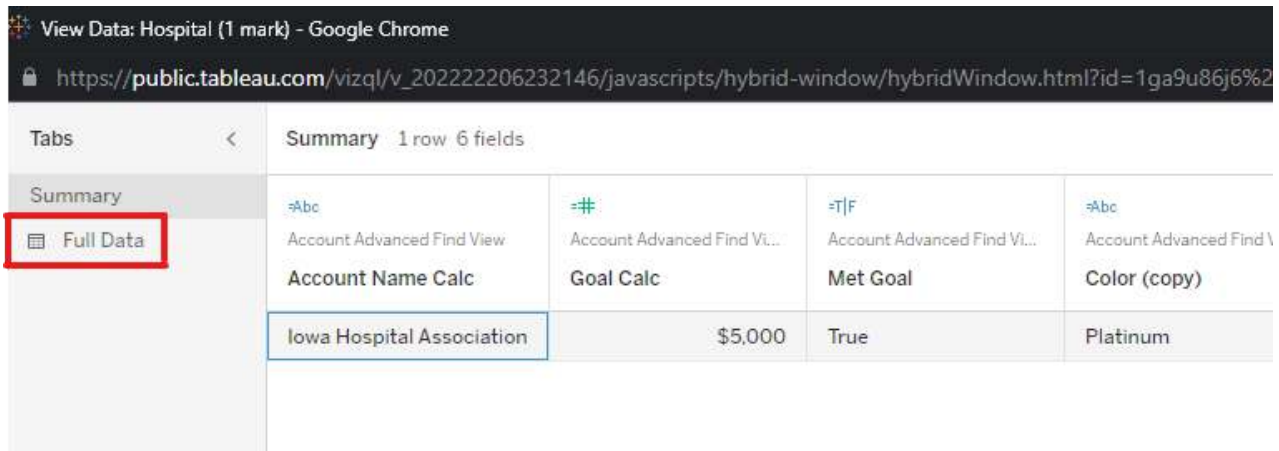 View Data: Hospital (1 mark) - Google Chrome
https://public.tableau.com/vizql/v_202222206232146/javascripts/hybrid-window/hybridWindow.html?id=1ga9u86j6%2
Tabs < Summary 1 row 6 fields
Summary
Full Data
=Abc =# =T|F =Abc
Account Advanced Find View Account Advanced Find Vi... Account Advanced Find Vi... Account Advanced Find V
Account Name Calc Goal Calc Met Goal Color (copy)
Iowa Hospital Association $5,000 True Platinum